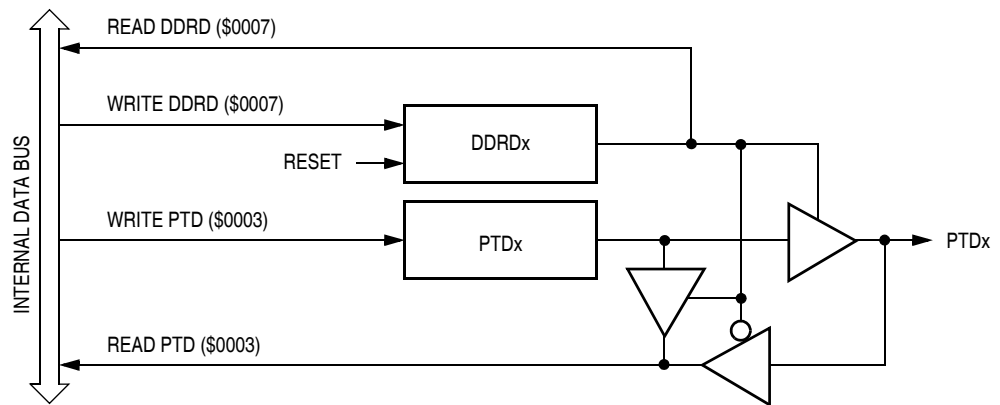 READ DDRD ($0007)
WRITE DDRD ($0007)
DDRDx
RESET
INTERNAL DATA BUS
WRITE PTD ($0003)
PTDx
PTDx
READ PTD ($0003)